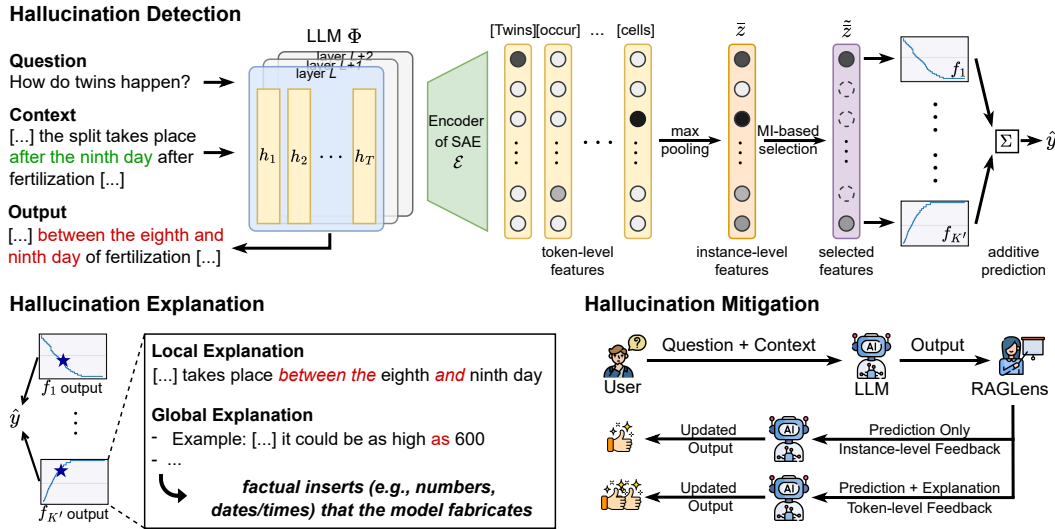 Hallucination Detection
Question
How do twins happen?
Context
[...] the split takes place
after the ninth day after
fertilization [...]
Output
[...] between the eighth and
ninth day of fertilization [...]
LLM Φ
layer L+2
layer L+1
layer L
h1 h2 ... hT
Encoder
of SAE
ℰ
[Twins] [occur] ... [cells]
token-level
features
max
pooling
z̄
instance-level
features
MI-based
selection
z̄̃
selected
features
f1
fK′
Σ
ŷ
additive
prediction
Hallucination Explanation
f1 output
ŷ
fK′ output
Local Explanation
[...] takes place between the eighth and ninth day
Global Explanation
- Example: [...] it could be as high as 600
- ...
factual inserts (e.g., numbers,
dates/times) that the model fabricates
Hallucination Mitigation
User
Question + Context
AI
LLM
Output
RAGLens
Prediction Only
Instance-level Feedback
AI
Updated
Output
Prediction + Explanation
Token-level Feedback
AI
Updated
Output